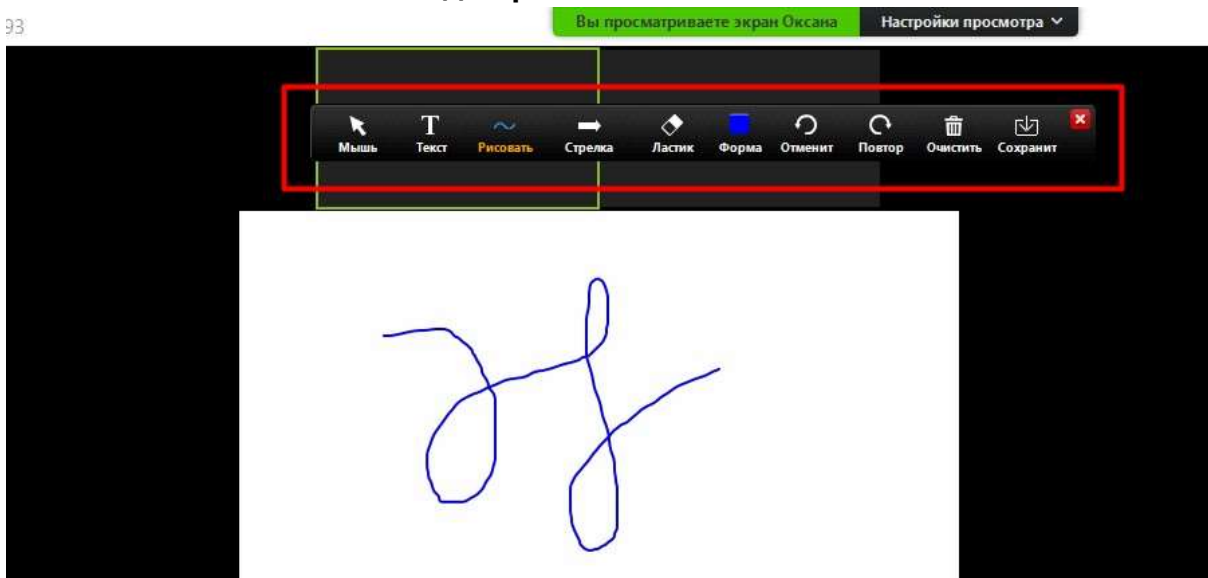 93
Вы просматриваете экран Оксана Настройки просмотра
Мышь Текст Рисовать Стрелка Ластик Форма Отменит Повтор Очистить Сохранит